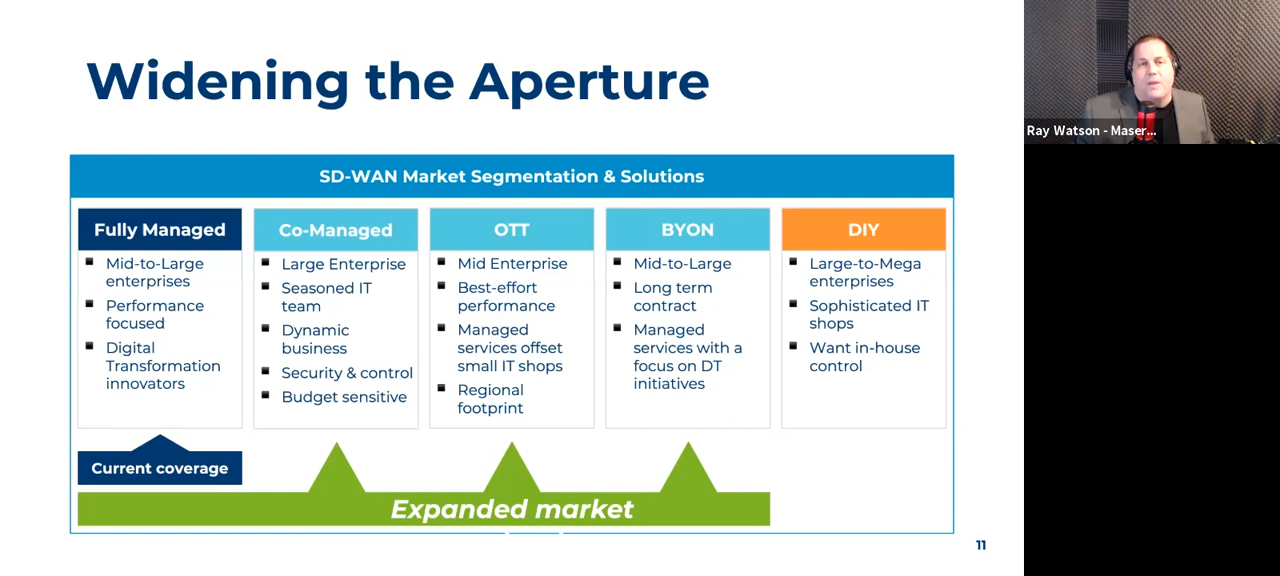 Widening the Aperture
SD-WAN Market Segmentation & Solutions
Fully Managed
Mid-to-Large
enterprises
Performance
focused
Digital
Transformation
innovators
Co-Managed
Large Enterprise
Seasoned IT
team
Dynamic
business
Security & control
Budget sensitive
OTT
Mid Enterprise
Best-effort
performance
Managed
services offset
small IT shops
Regional
footprint
BYON
Mid-to-Large
Long term
contract
Managed
services with a
focus on DT
initiatives
DIY
Large-to-Mega
enterprises
Sophisticated IT
shops
Want in-house
control
Current coverage
Expanded market
11
Ray Watson - Maser...